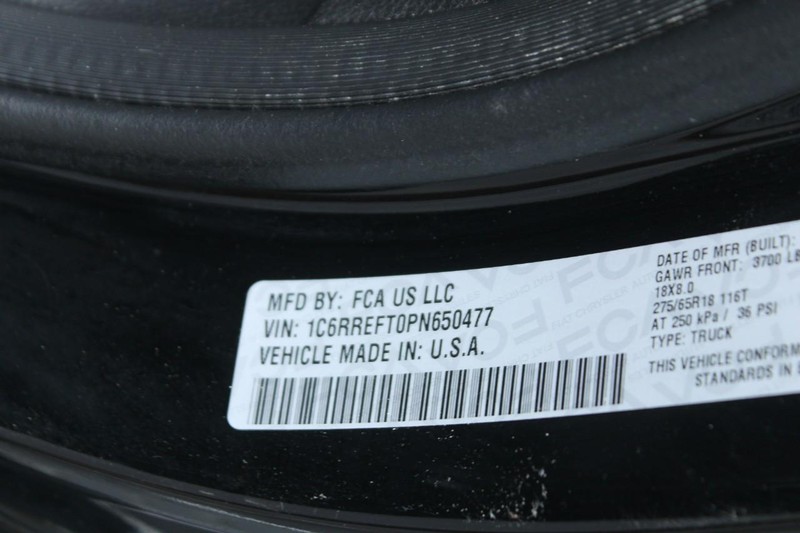 MFD BY: FCA US LLC
VIN: 1C6RREFT0PN650477
VEHICLE MADE IN: U.S.A.
DATE OF MFR (BUILT):
GAWR FRONT: 3700 LB
18X8.0
275/65R18 116T
AT 250 kPa / 36 PSI
TYPE: TRUCK
THIS VEHICLE CONFORM
STANDARDS IN